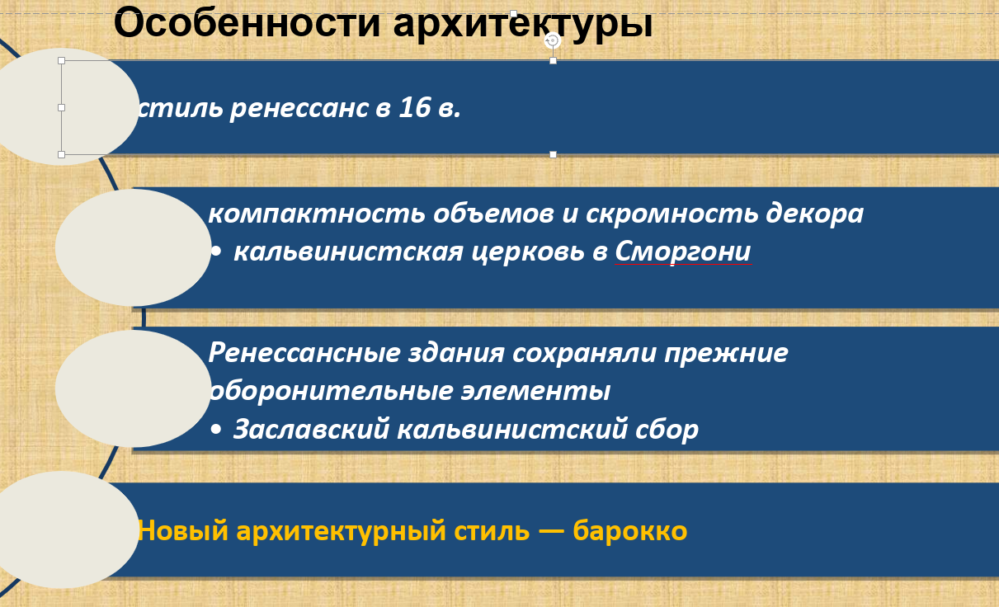 Особенности архитектуры
стиль ренессанс в 16 в.
компактность объемов и скромность декора
• кальвинистская церковь в Сморгони
Ренессансные здания сохраняли прежние
оборонительные элементы
• Заславский кальвинистский сбор
Новый архитектурный стиль — барокко